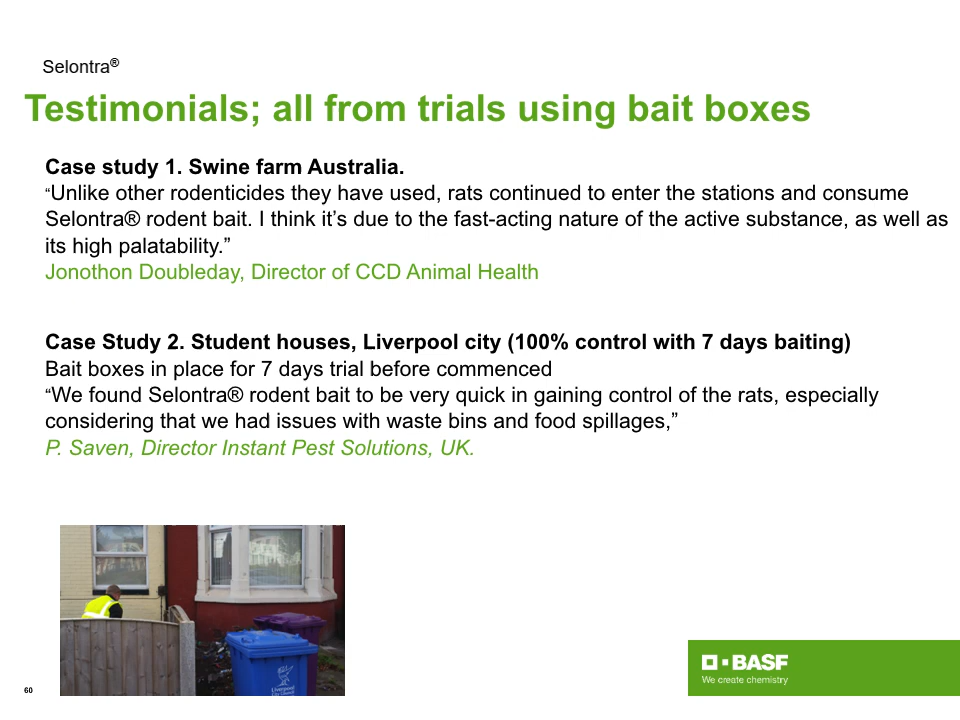 Selontra®
Testimonials; all from trials using bait boxes
Case study 1. Swine farm Australia.
“Unlike other rodenticides they have used, rats continued to enter the stations and consume
Selontra® rodent bait. I think it’s due to the fast-acting nature of the active substance, as well as
its high palatability.”
Jonothon Doubleday, Director of CCD Animal Health
Case Study 2. Student houses, Liverpool city (100% control with 7 days baiting)
Bait boxes in place for 7 days trial before commenced
“We found Selontra® rodent bait to be very quick in gaining control of the rats, especially
considering that we had issues with waste bins and food spillages,”
P. Saven, Director Instant Pest Solutions, UK.
Liverpool
City Council
BASF
We create chemistry
60